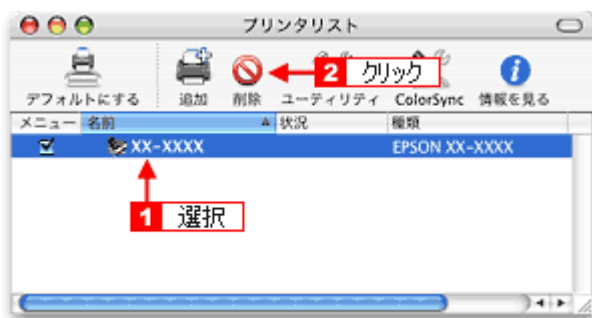 プリンタリスト
2 クリック
デフォルトにする 追加 削除 ユーティリティ ColorSync 情報を見る
メニュー 名前 状況 種類
XX-XXXX EPSON XX-XXXX
1 選択